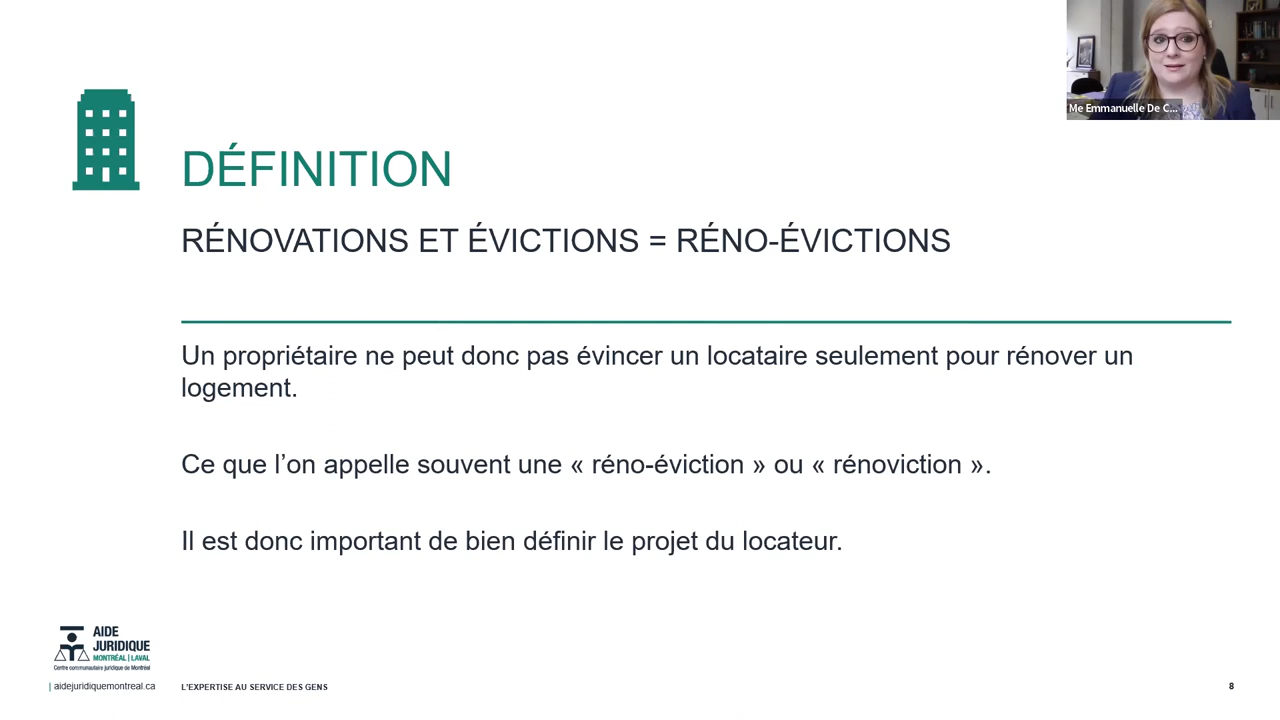 Me Emmanuelle De C...
DÉFINITION
RÉNOVATIONS ET ÉVICTIONS = RÉNO-ÉVICTIONS
Un propriétaire ne peut donc pas évincer un locataire seulement pour rénover un
logement.
Ce que l’on appelle souvent une « réno-éviction » ou « rénoviction ».
Il est donc important de bien définir le projet du locateur.
AIDE
JURIDIQUE
MONTRÉAL | LAVAL
Centre communautaire juridique de Montréal
| aidejuridiquemontreal.ca
L'EXPERTISE AU SERVICE DES GENS
8